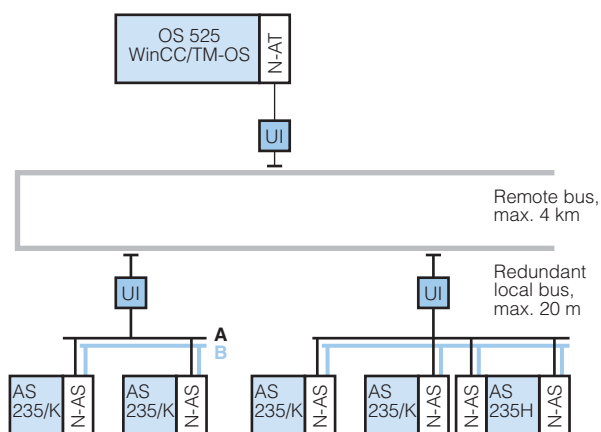 OS 525
WinCC/TM-OS
N-AT
UI
Remote bus,
max. 4 km
Redundant
local bus,
max. 20 m
UI
UI
A
B
AS
235/K
N-AS
AS
235/K
N-AS
AS
235/K
N-AS
AS
235/K
N-AS
N-AS
AS
235H
N-AS